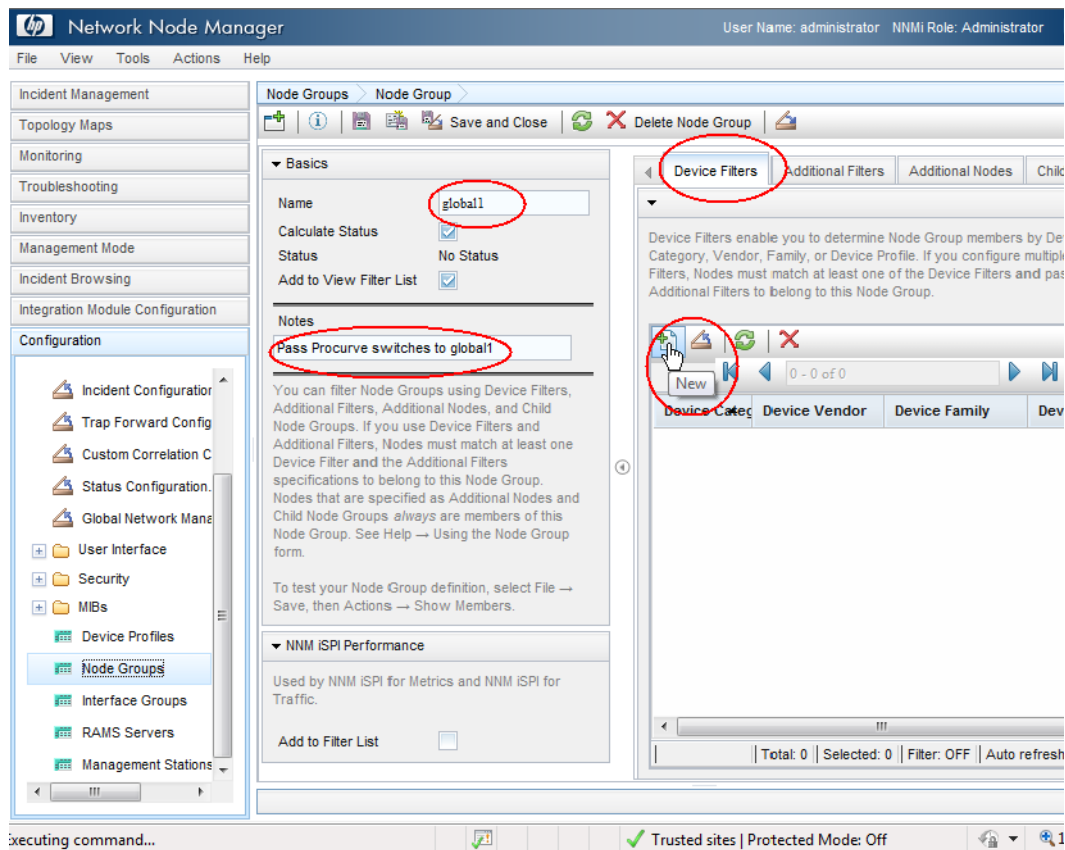 hp Network Node Manager
User Name: administrator NNMi Role: Administrator
File View Tools Actions Help
Incident Management
Topology Maps
Monitoring
Troubleshooting
Inventory
Management Mode
Incident Browsing
Integration Module Configuration
Configuration
Incident Configuration
Trap Forward Config
Custom Correlation C
Status Configuration.
Global Network Mana
User Interface
Security
MIBs
Device Profiles
Node Groups
Interface Groups
RAMS Servers
Management Stations
Node Groups Node Group
Save and Close Delete Node Group
Basics
Name global1
Calculate Status
Status No Status
Add to View Filter List
Notes
Pass Procurve switches to global1
You can filter Node Groups using Device Filters,
Additional Filters, Additional Nodes, and Child
Node Groups. If you use Device Filters and
Additional Filters, Nodes must match at least one
Device Filter and the Additional Filters
specifications to belong to this Node Group.
Nodes that are specified as Additional Nodes and
Child Node Groups always are members of this
Node Group. See Help → Using the Node Group
form.
To test your Node Group definition, select File →
Save, then Actions → Show Members.
NNM iSPI Performance
Used by NNM iSPI for Metrics and NNM iSPI for
Traffic.
Add to Filter List
Device Filters Additional Filters Additional Nodes Chil
Device Filters enable you to determine Node Group members by De
Category, Vendor, Family, or Device Profile. If you configure multiple
Filters, Nodes must match at least one of the Device Filters and pas
Additional Filters to belong to this Node Group.
New
0 - 0 of 0
Device Categ Device Vendor Device Family Dev
Total: 0 Selected: 0 Filter: OFF Auto refresh
Executing command...
Trusted sites | Protected Mode: Off
1